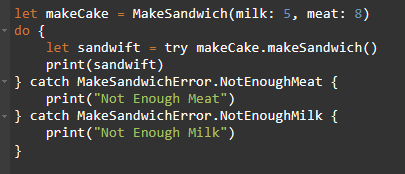 let makeCake = MakeSandwich(milk: 5, meat: 8)
do {
    let sandwift = try makeCake.makeSandwich()
    print(sandwift)
} catch MakeSandwichError.NotEnoughMeat {
    print("Not Enough Meat")
} catch MakeSandwichError.NotEnoughMilk {
    print("Not Enough Milk")
}